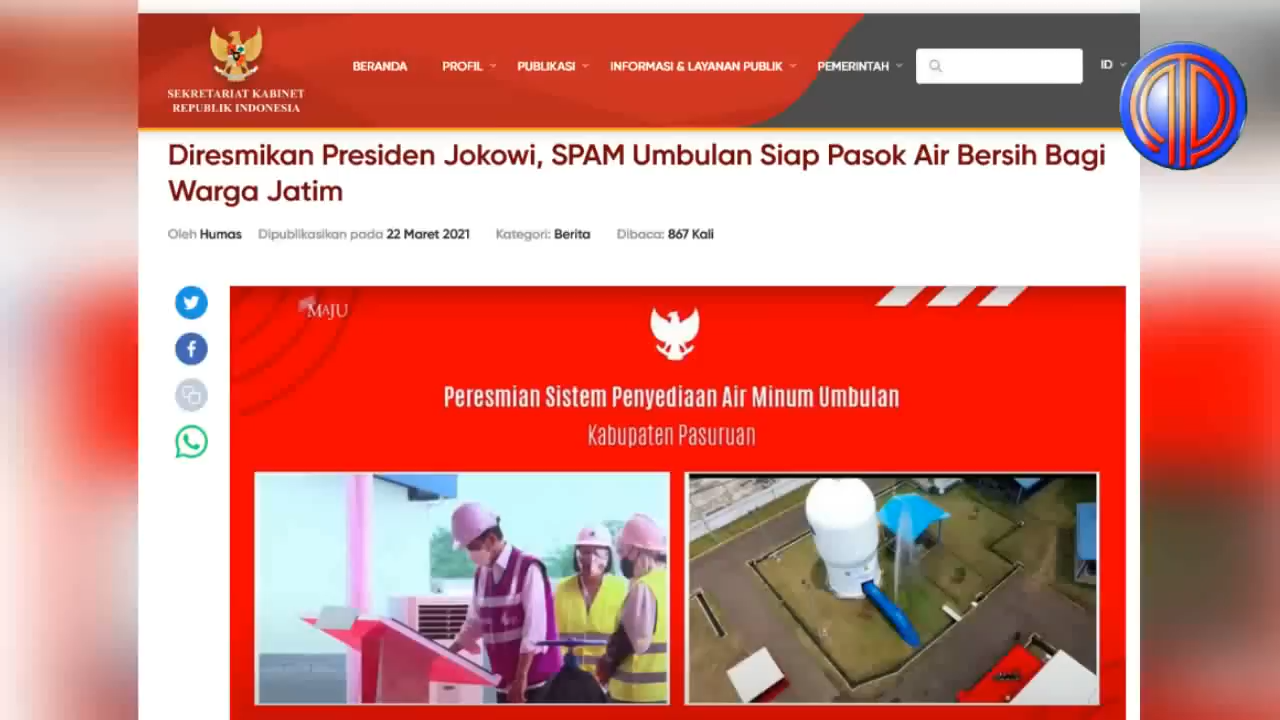 SEKRETARIAT KABINET
REPUBLIK INDONESIA
BERANDA PROFIL PUBLIKASI INFORMASI & LAYANAN PUBLIK PEMERINTAH ID
Diresmikan Presiden Jokowi, SPAM Umbulan Siap Pasok Air Bersih Bagi
Warga Jatim
Oleh Humas Dipublikasikan pada 22 Maret 2021 Kategori: Berita Dibaca: 867 Kali
MAJU
Peresmian Sistem Penyediaan Air Minum Umbulan
Kabupaten Pasuruan